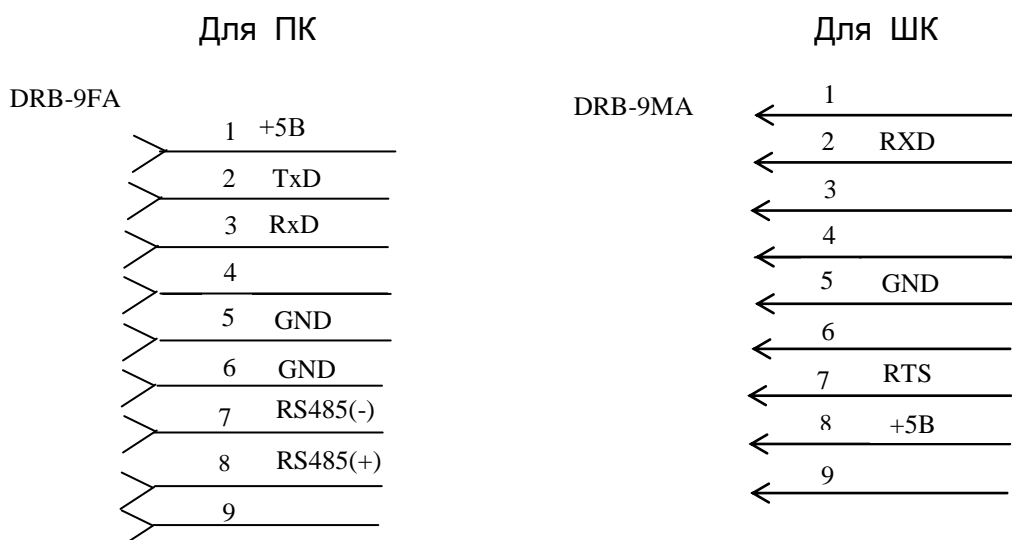 Для ПК
DRB-9FA
1 +5В
2 TxD
3 RxD
4
5 GND
6 GND
7 RS485(-)
8 RS485(+)
9
Для ШК
DRB-9MA
1
2 RXD
3
4
5 GND
6
7 RTS
8 +5В
9